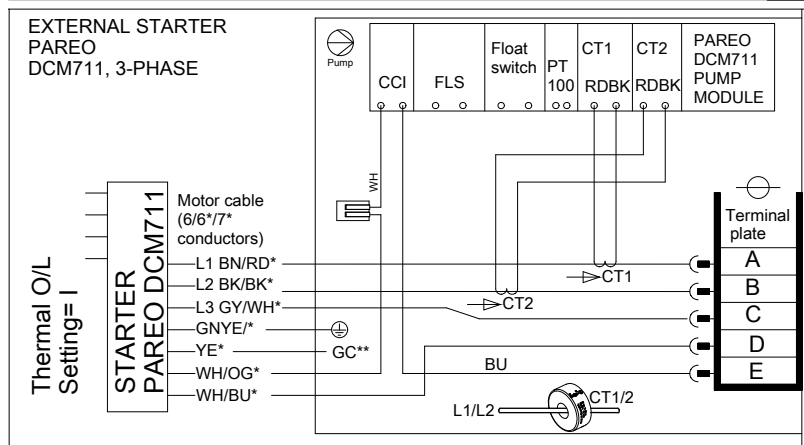 EXTERNAL STARTER
PAREO
DCM711, 3-PHASE
Pump
CCI
FLS
Float
switch
PT
100
CT1
RDBK
CT2
RDBK
PAREO
DCM711
PUMP
MODULE
WH
Thermal O/L
Setting= I
STARTER
PAREO DCM711
Motor cable
(6/6*/7*
conductors)
L1 BN/RD*
L2 BK/BK*
L3 GY/WH*
GNYE/*
YE*
GC**
WH/OG*
WH/BU*
CT1
CT2
BU
L1/L2
CT1/2
Terminal
plate
A
B
C
D
E